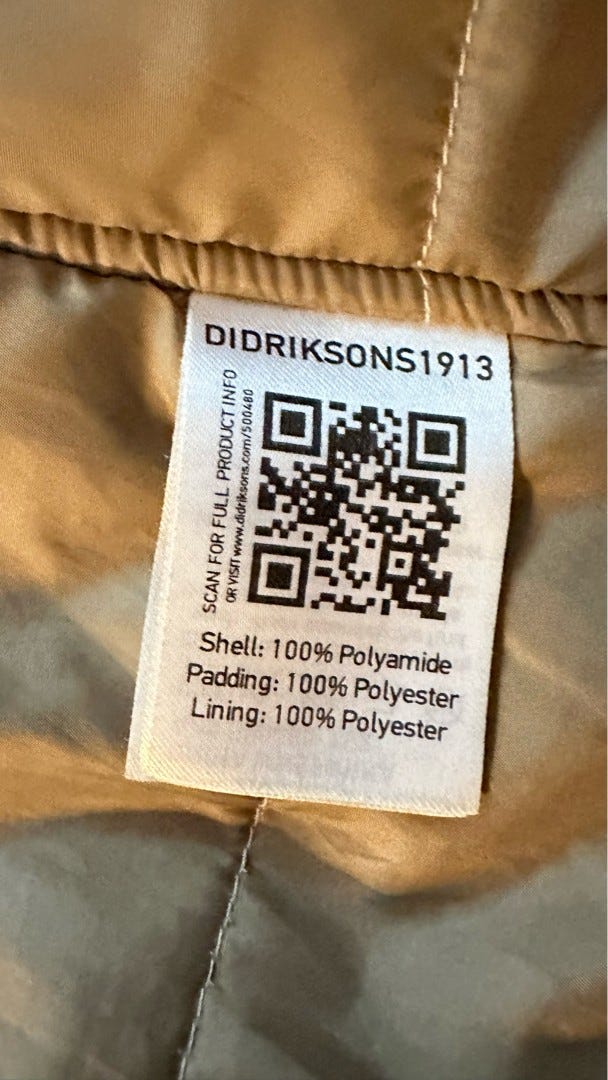 DIDRIKSONS1913
SCAN FOR FULL PRODUCT INFO
OR VISIT www.didriksons.com/500480
Shell: 100% Polyamide
Padding: 100% Polyester
Lining: 100% Polyester